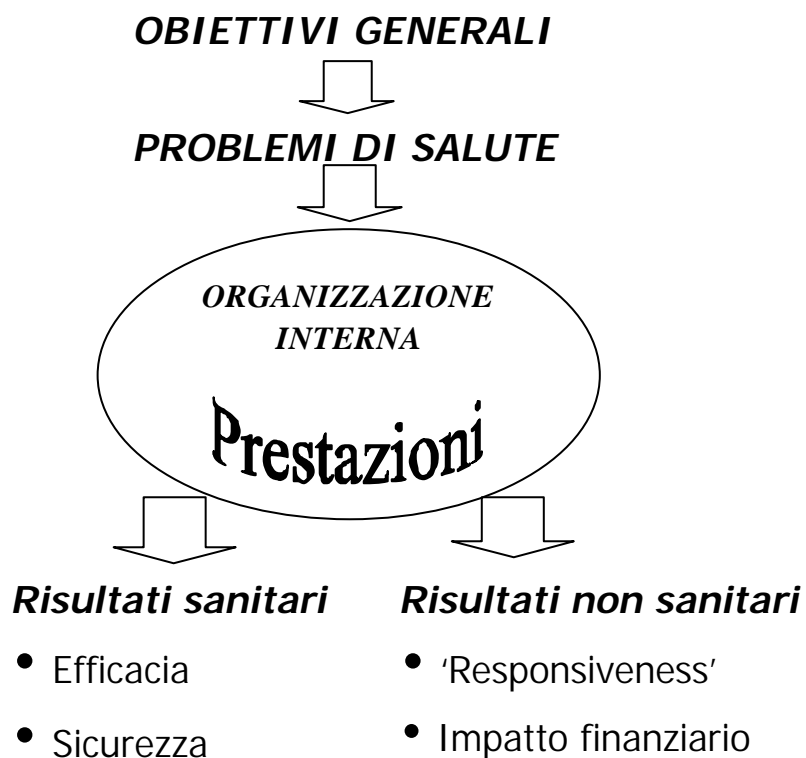 OBIETTIVI GENERALI
PROBLEMI DI SALUTE
ORGANIZZAZIONE
INTERNA
Prestazioni
Risultati sanitari
• Efficacia
• Sicurezza
Risultati non sanitari
• ‘Responsiveness’
• Impatto finanziario